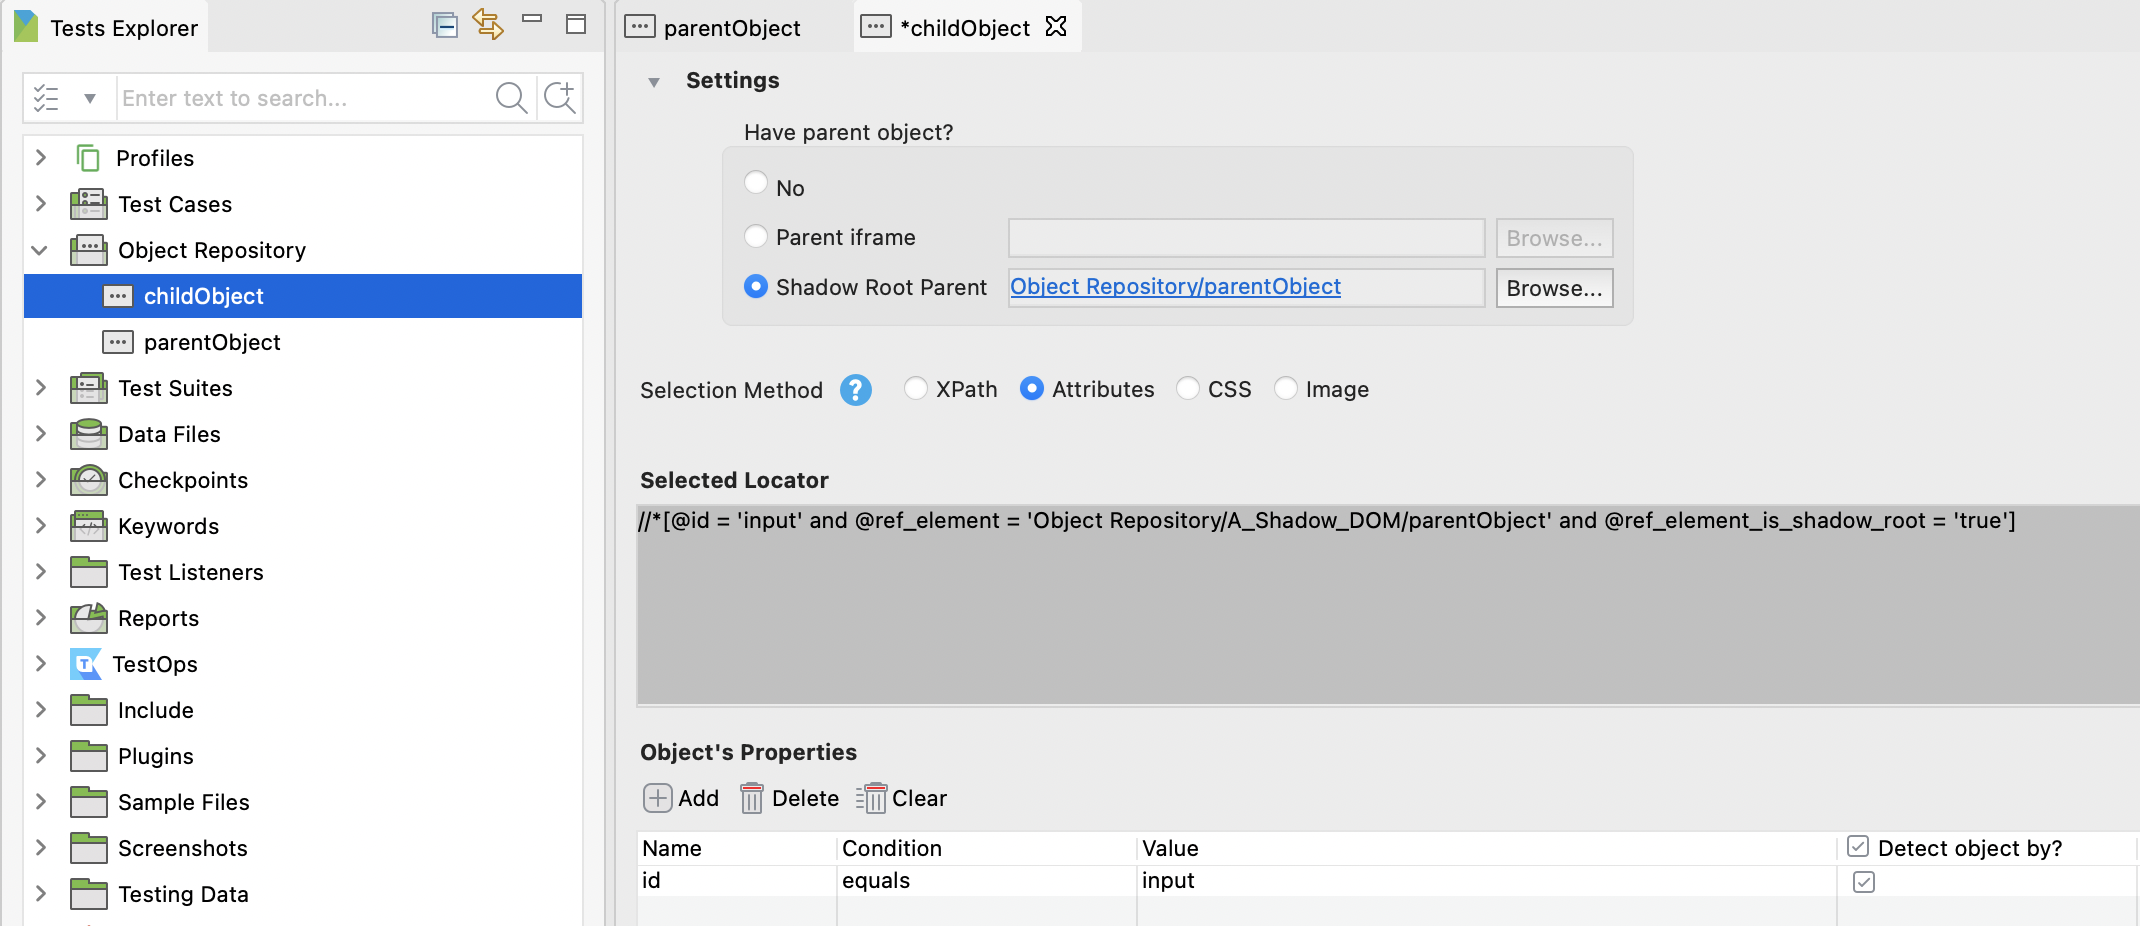 Tests Explorer
Enter text to search...
Profiles
Test Cases
Object Repository
childObject
parentObject
Test Suites
Data Files
Checkpoints
Keywords
Test Listeners
Reports
TestOps
Include
Plugins
Sample Files
Screenshots
Testing Data
parentObject
*childObject
Settings
Have parent object?
No
Parent iframe
Browse...
Shadow Root Parent
Object Repository/parentObject
Browse...
Selection Method ? XPath Attributes CSS Image
Selected Locator
//*[@id = 'input' and @ref_element = 'Object Repository/A_Shadow_DOM/parentObject' and @ref_element_is_shadow_root = 'true']
Object's Properties
Add Delete Clear
Name Condition Value Detect object by?
id equals input